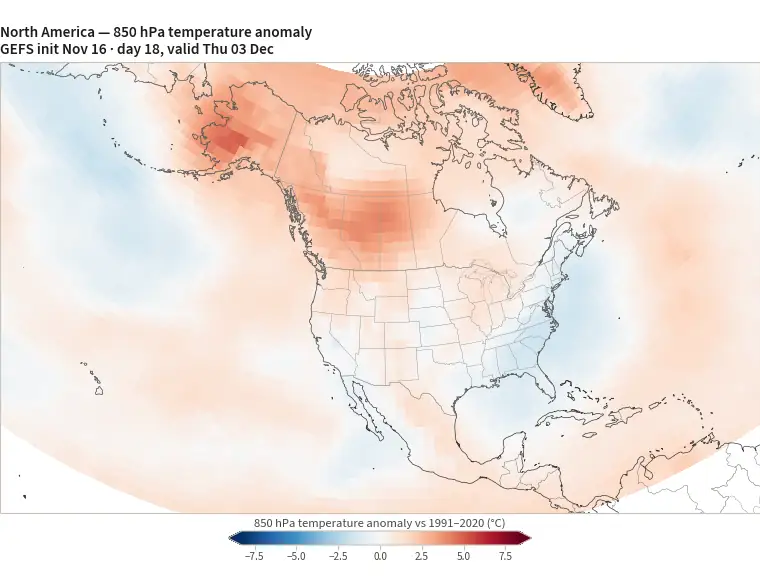 North America — 850 hPa temperature anomaly
GEFS init Nov 16 · day 18, valid Thu 03 Dec
850 hPa temperature anomaly vs 1991–2020 (°C)
−7.5 −5.0 −2.5 0.0 2.5 5.0 7.5